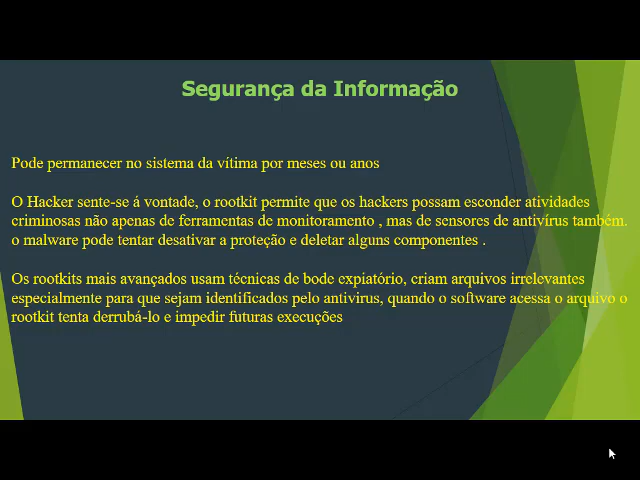 Segurança da Informação
Pode permanecer no sistema da vítima por meses ou anos
O Hacker sente-se á vontade, o rootkit permite que os hackers possam esconder atividades
criminosas não apenas de ferramentas de monitoramento , mas de sensores de antivírus também.
o malware pode tentar desativar a proteção e deletar alguns componentes .
Os rootkits mais avançados usam técnicas de bode expiatório, criam arquivos irrelevantes
especialmente para que sejam identificados pelo antivirus, quando o software acessa o arquivo o
rootkit tenta derrubá-lo e impedir futuras execuções